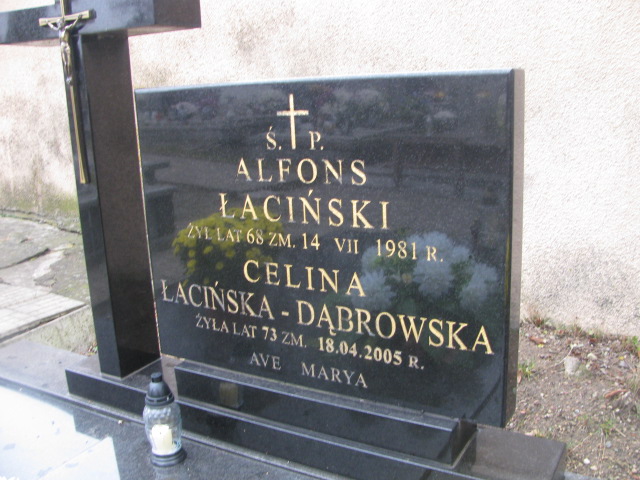 Ś. P.
ALFONS
ŁACIŃSKI
ŻYŁ LAT 68 ZM. 14 VII 1981 R.
CELINA
ŁACIŃSKA - DĄBROWSKA
ŻYŁA LAT 73 ZM. 18.04.2005 R.
AVE MARYA